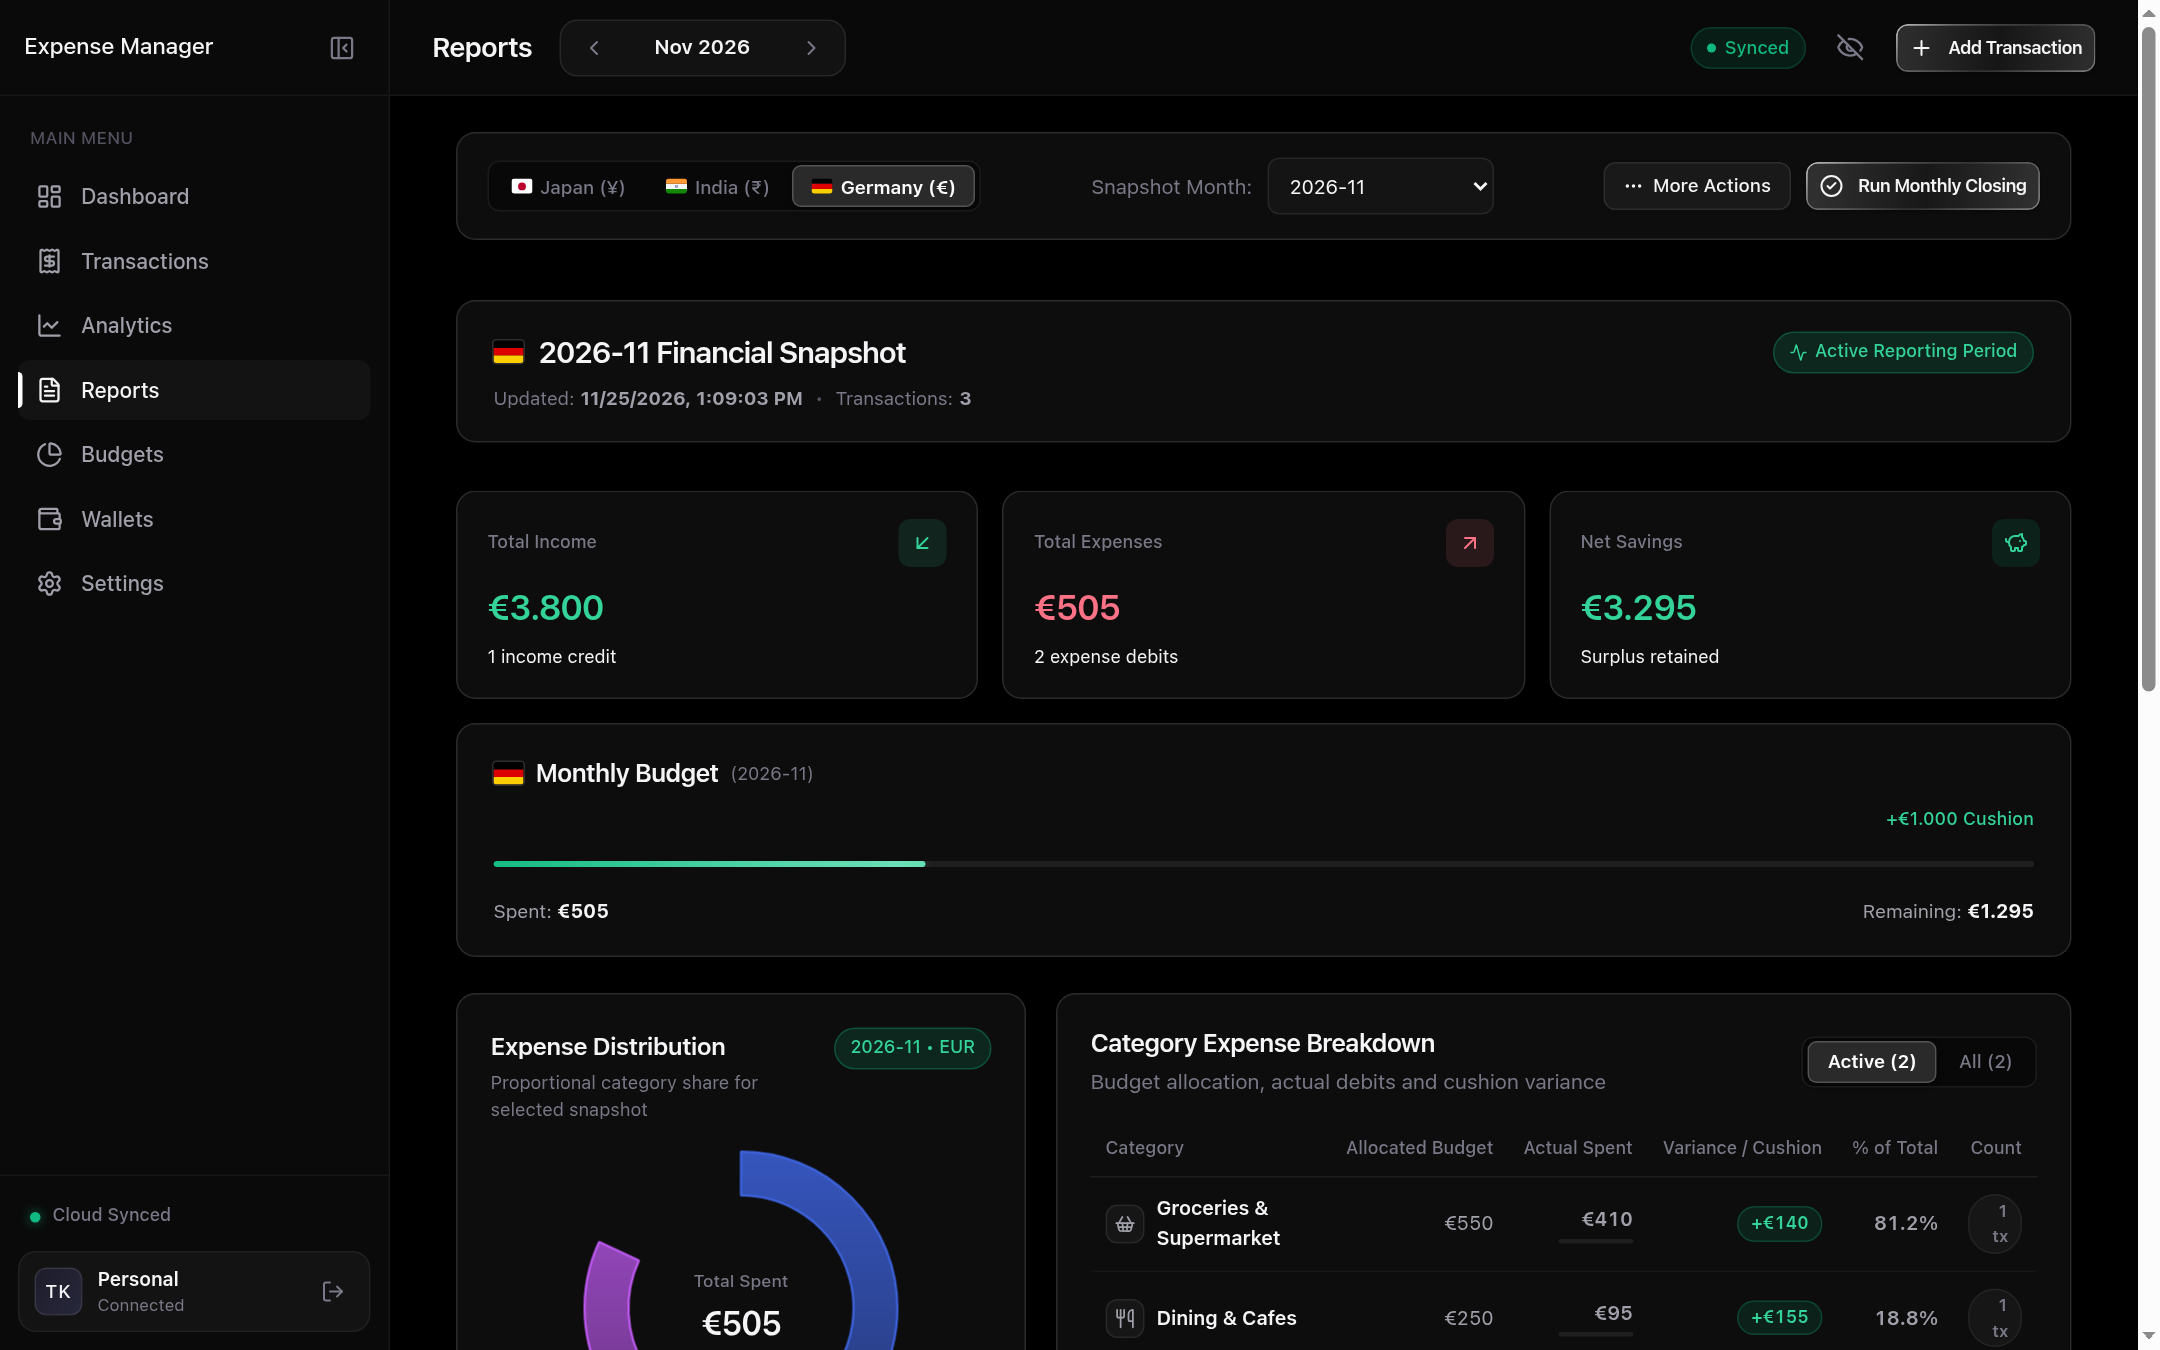 Expense Manager
MAIN MENU
Dashboard
Transactions
Analytics
Reports
Budgets
Wallets
Settings
Cloud Synced
TK
Personal
Connected
Reports
Nov 2026
Synced
Add Transaction
Japan (¥)
India (₹)
Germany (€)
Snapshot Month:
2026-11
More Actions
Run Monthly Closing
2026-11 Financial Snapshot
Active Reporting Period
Updated: 11/25/2026, 1:09:03 PM • Transactions: 3
Total Income
€3.800
1 income credit
Total Expenses
€505
2 expense debits
Net Savings
€3.295
Surplus retained
Monthly Budget (2026-11)
+€1.000 Cushion
Spent: €505
Remaining: €1.295
Expense Distribution
2026-11 • EUR
Proportional category share for
selected snapshot
Total Spent
€505
Category Expense Breakdown
Budget allocation, actual debits and cushion variance
Active (2)
All (2)
Category Allocated Budget Actual Spent Variance / Cushion % of Total Count
Groceries &
Supermarket
€550 €410 +€140 81.2% 1
tx
Dining & Cafes €250 €95 +€155 18.8% 1
tx